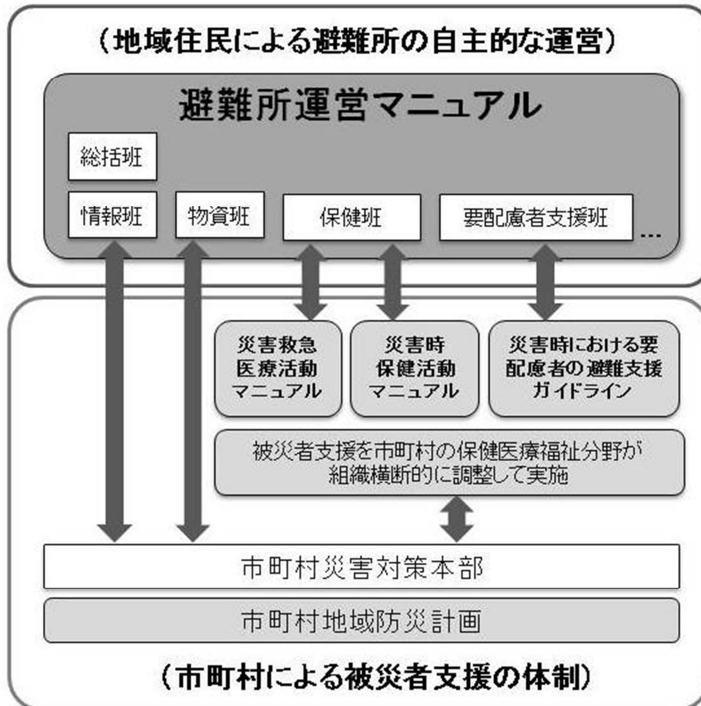 （地域住民による避難所の自主的な運営）
避難所運営マニュアル
総括班
情報班
物資班
保健班
要配慮者支援班
…
災害救急
医療活動
マニュアル
災害時
保健活動
マニュアル
災害時における要
配慮者の避難支援
ガイドライン
被災者支援を市町村の保健医療福祉分野が
組織横断的に調整して実施
市町村災害対策本部
市町村地域防災計画
（市町村による被災者支援の体制）